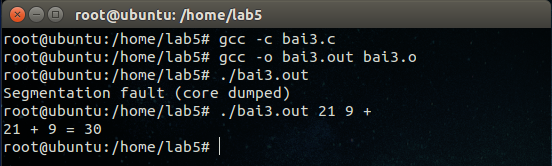 root@ubuntu: /home/lab5
root@ubuntu:/home/lab5# gcc -c bai3.c
root@ubuntu:/home/lab5# gcc -o bai3.out bai3.o
root@ubuntu:/home/lab5# ./bai3.out
Segmentation fault (core dumped)
root@ubuntu:/home/lab5# ./bai3.out 21 9 +
21 + 9 = 30
root@ubuntu:/home/lab5#